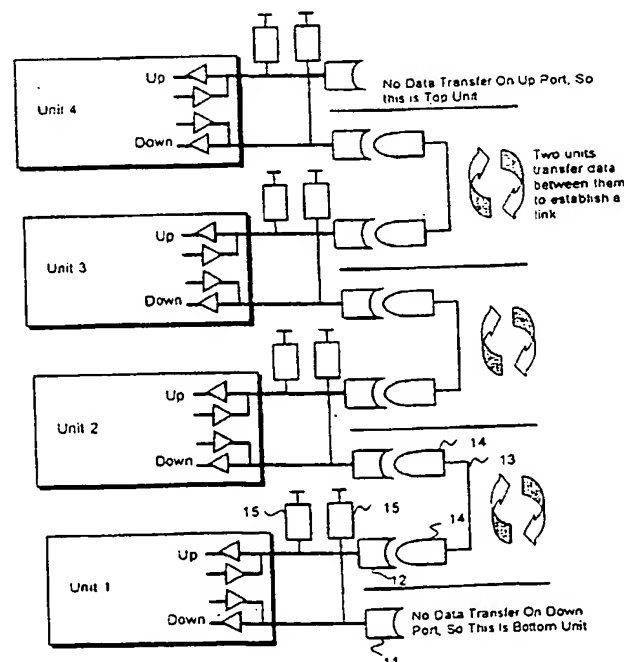 Up
No Data Transfer On Up Port, So
this is Top Unit
Unit 4
Down
Two units
transfer data
between them
to establish a
link
Up
Unit 3
Down
Up
Unit 2
14
13
Down
15
15
14
Up
12
Unit 1
No Data Transfer On Down
Port, So This Is Bottom Unit
Down
11